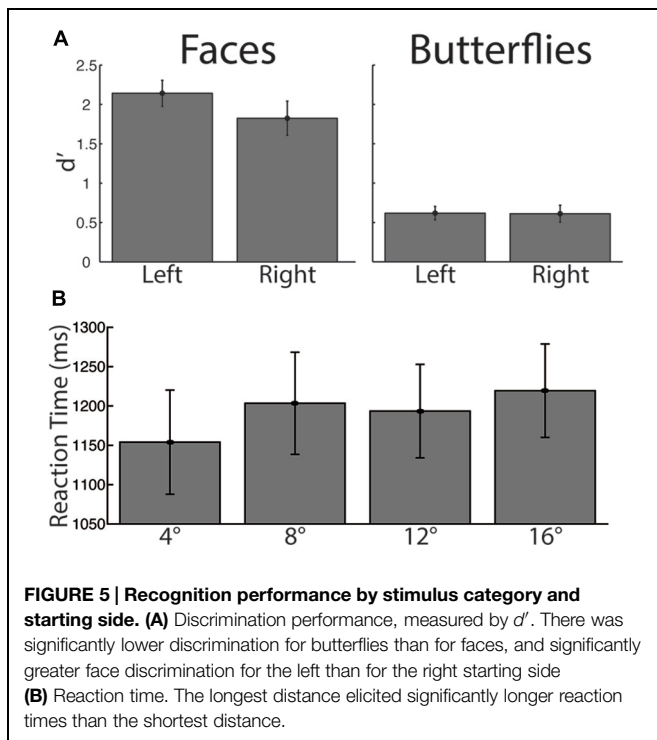 A
Faces
Butterflies
2.5
2
1.5
1
0.5
0
d'
Left
Right
Left
Right
B
Reaction Time (ms)
1300
1250
1200
1150
1100
1050
4°
8°
12°
16°
FIGURE 5 | Recognition performance by stimulus category and
starting side. (A) Discrimination performance, measured by d′. There was
significantly lower discrimination for butterflies than for faces, and significantly
greater face discrimination for the left than for the right starting side
(B) Reaction time. The longest distance elicited significantly longer reaction
times than the shortest distance.